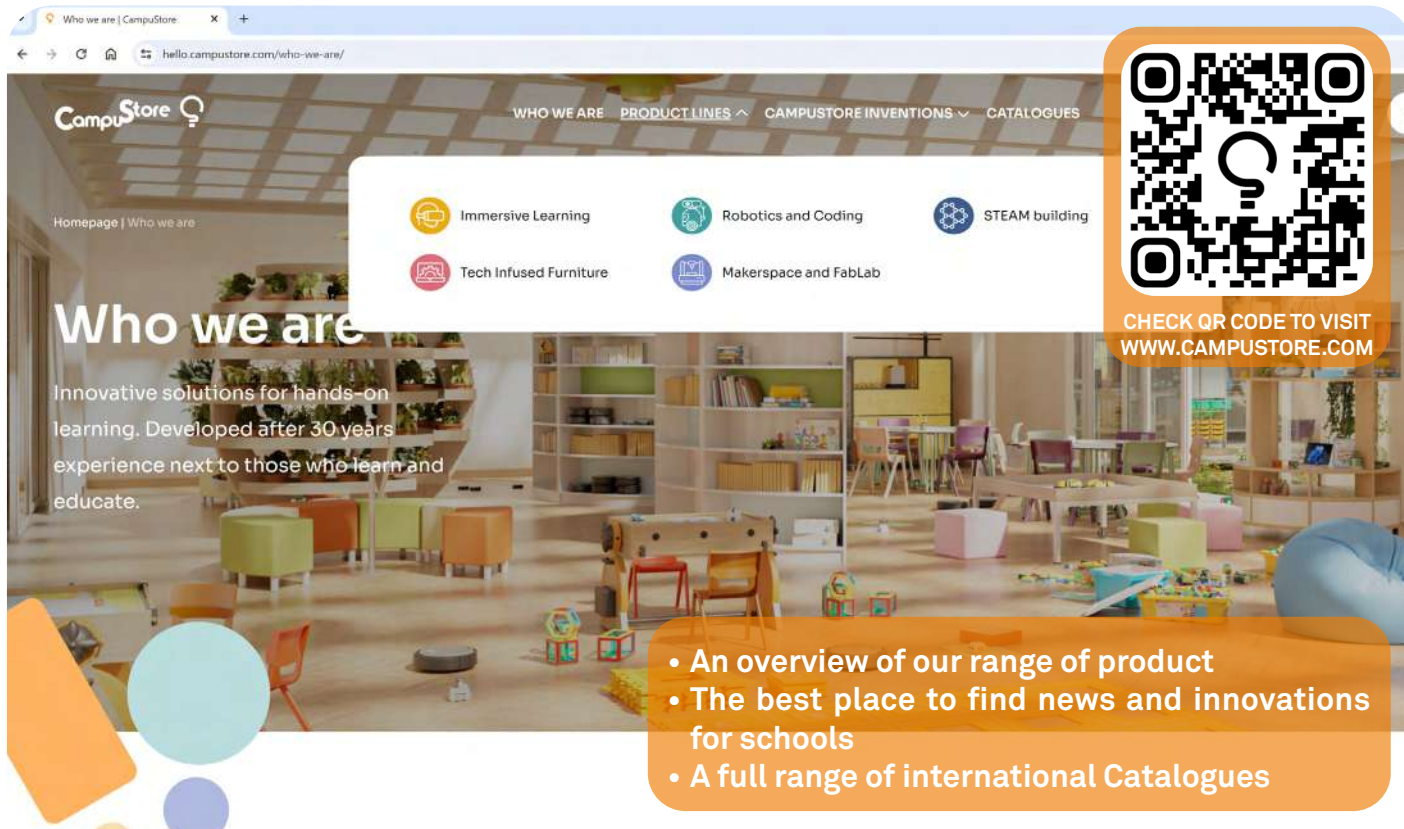 Who we are | CampuStore
hello.campustore.com/who-we-are/
CampuStore
WHO WE ARE PRODUCT LINES CAMPUSTORE INVENTIONS CATALOGUES
Immersive Learning
Robotics and Coding
STEAM building
Tech Infused Furniture
Makerspace and FabLab
CHECK QR CODE TO VISIT
WWW.CAMPUSTORE.COM
Homepage | Who we are
Who we are
Innovative solutions for hands-on
learning. Developed after 30 years
experience next to those who learn and
educate.
• An overview of our range of product
• The best place to find news and innovations
for schools
• A full range of international Catalogues